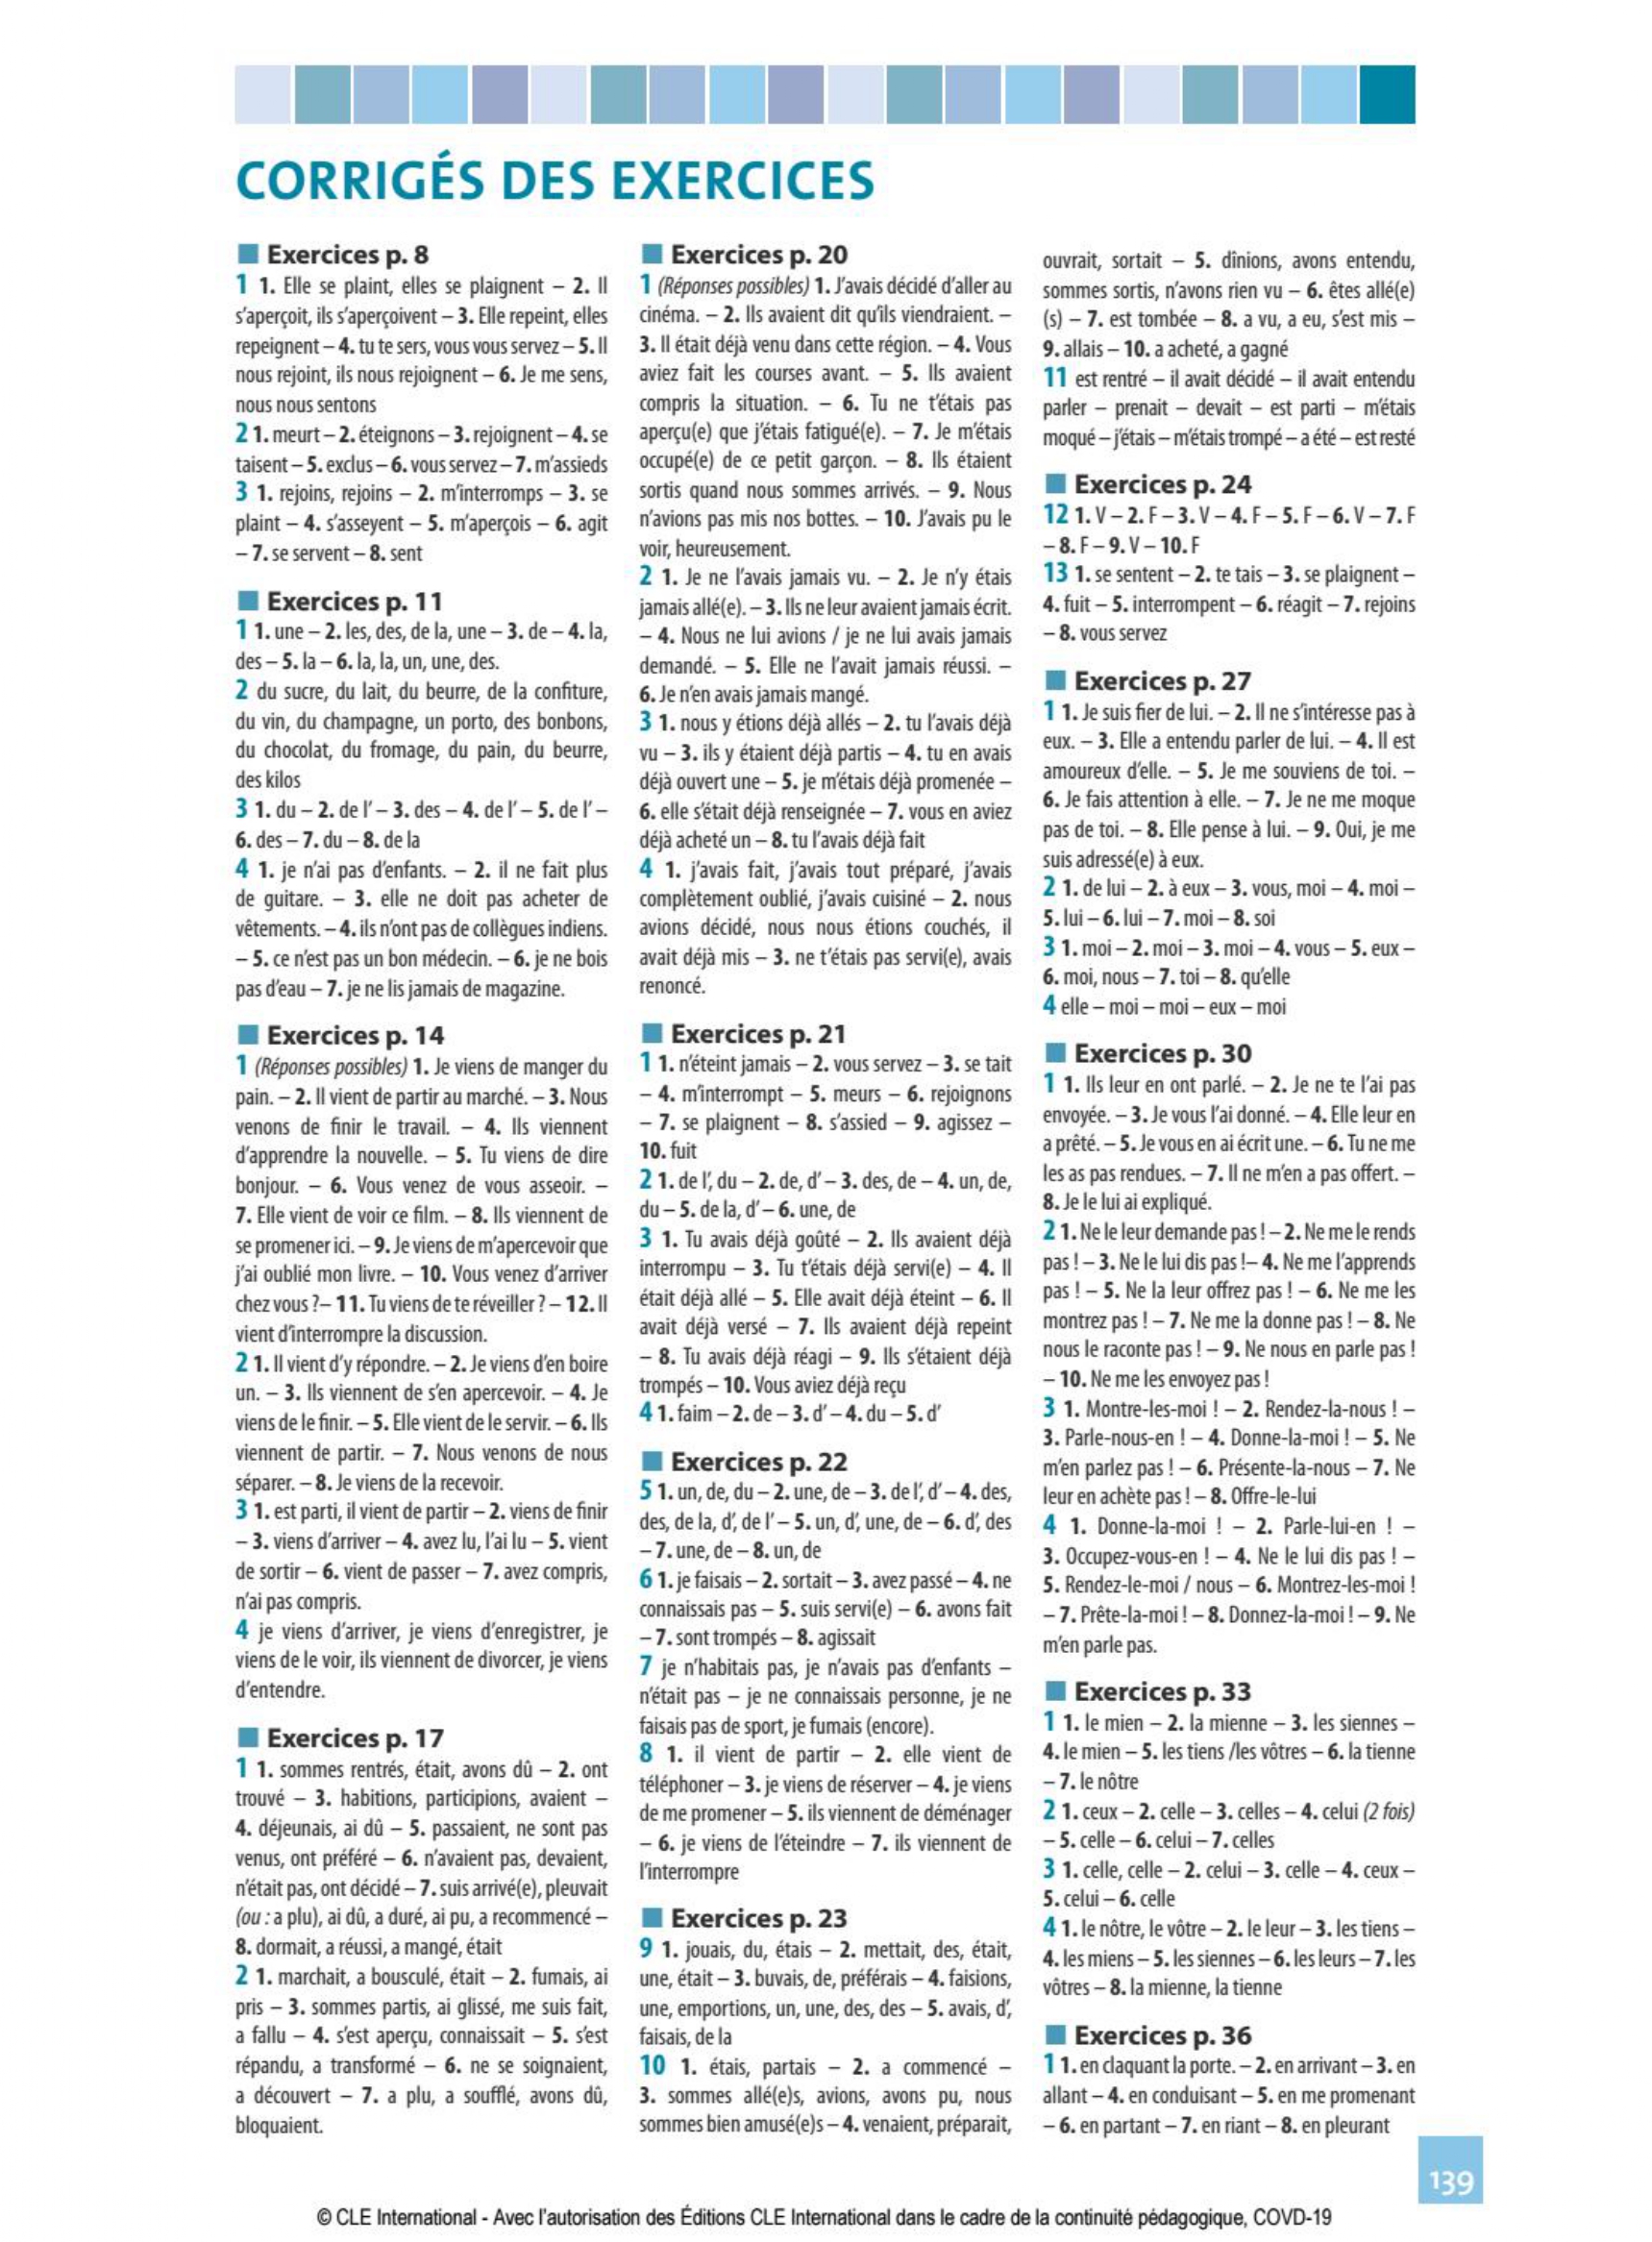 CORRIGÉS DES EXERCICES
Exercices p. 8
1 1. Elle se plaint, elles se plaignent – 2. Il
s'aperçoit, ils s'aperçoivent – 3. Elle repeint, elles
repeignent – 4. tu te sers, vous vous servez – 5. Il
nous rejoint, ils nous rejoignent – 6. Je me sens,
nous nous sentons
2 1. meurt – 2. éteignons – 3. rejoignent – 4. se
taisent – 5. exclus – 6. vous servez – 7. m'assieds
3 1. rejoins, rejoins – 2. m'interromps – 3. se
plaint – 4. s'asseyent – 5. m'aperçois – 6. agit
– 7. se servent – 8. sent
Exercices p. 11
1 1. une – 2. les, des, de la, une – 3. de – 4. la,
des – 5. la – 6. la, la, un, une, des.
2 du sucre, du lait, du beurre, de la confiture,
du vin, du champagne, un porto, des bonbons,
du chocolat, du fromage, du pain, du beurre,
des kilos
3 1. du – 2. de l' – 3. des – 4. de l' – 5. de l' –
6. des – 7. du – 8. de la
4 1. je n'ai pas d'enfants. – 2. il ne fait plus
de guitare. – 3. elle ne doit pas acheter de
vêtements. – 4. ils n'ont pas de collègues indiens.
– 5. ce n'est pas un bon médecin. – 6. je ne bois
pas d'eau – 7. je ne lis jamais de magazine.
Exercices p. 14
1 (Réponses possibles) 1. Je viens de manger du
pain. – 2. Il vient de partir au marché. – 3. Nous
venons de finir le travail. – 4. Ils viennent
d'apprendre la nouvelle. – 5. Tu viens de dire
bonjour. – 6. Vous venez de vous asseoir. –
7. Elle vient de voir ce film. – 8. Ils viennent de
se promener ici. – 9. Je viens de m'apercevoir que
j'ai oublié mon livre. – 10. Vous venez d'arriver
chez vous ?– 11. Tu viens de te réveiller ? – 12. Il
vient d'interrompre la discussion.
2 1. Il vient d'y répondre. – 2. Je viens d'en boire
un. – 3. Ils viennent de s'en apercevoir. – 4. Je
viens de le finir. – 5. Elle vient de le servir. – 6. Ils
viennent de partir. – 7. Nous venons de nous
séparer. – 8. Je viens de la recevoir.
3 1. est parti, il vient de partir – 2. viens de finir
– 3. viens d'arriver – 4. avez lu, l'ai lu – 5. vient
de sortir – 6. vient de passer – 7. avez compris,
n'ai pas compris.
4 je viens d'arriver, je viens d'enregistrer, je
viens de le voir, ils viennent de divorcer, je viens
d'entendre.
Exercices p. 17
1 1. sommes rentrés, était, avons dû – 2. ont
trouvé – 3. habitions, participions, avaient –
4. déjeunais, ai dû – 5. passaient, ne sont pas
venus, ont préféré – 6. n'avaient pas, devaient,
n'était pas, ont décidé – 7. suis arrivé(e), pleuvait
(ou : a plu), ai dû, a duré, ai pu, a recommencé –
8. dormait, a réussi, a mangé, était
2 1. marchait, a bousculé, était – 2. fumais, ai
pris – 3. sommes partis, ai glissé, me suis fait,
a fallu – 4. s'est aperçu, connaissait – 5. s'est
répandu, a transformé – 6. ne se soignaient,
a découvert – 7. a plu, a soufflé, avons dû,
bloquaient.
Exercices p. 20
1 (Réponses possibles) 1. J'avais décidé d'aller au
cinéma. – 2. Ils avaient dit qu'ils viendraient. –
3. Il était déjà venu dans cette région. – 4. Vous
aviez fait les courses avant. – 5. Ils avaient
compris la situation. – 6. Tu ne t'étais pas
aperçu(e) que j'étais fatigué(e). – 7. Je m'étais
occupé(e) de ce petit garçon. – 8. Ils étaient
sortis quand nous sommes arrivés. – 9. Nous
n'avions pas mis nos bottes. – 10. J'avais pu le
voir, heureusement.
2 1. Je ne l'avais jamais vu. – 2. Je n'y étais
jamais allé(e). – 3. Ils ne leur avaient jamais écrit.
– 4. Nous ne lui avions / je ne lui avais jamais
demandé. – 5. Elle ne l'avait jamais réussi. –
6. Je n'en avais jamais mangé.
3 1. nous y étions déjà allés – 2. tu l'avais déjà
vu – 3. ils y étaient déjà partis – 4. tu en avais
déjà ouvert une – 5. je m'étais déjà promenée –
6. elle s'était déjà renseignée – 7. vous en aviez
déjà acheté un – 8. tu l'avais déjà fait
4 1. j'avais fait, j'avais tout préparé, j'avais
complètement oublié, j'avais cuisiné – 2. nous
avions décidé, nous nous étions couchés, il
avait déjà mis – 3. ne t'étais pas servi(e), avais
renoncé.
Exercices p. 21
1 1. n'éteint jamais – 2. vous servez – 3. se tait
– 4. m'interrompt – 5. meurs – 6. rejoignons
– 7. se plaignent – 8. s'assied – 9. agissez –
10. fuit
2 1. de l', du – 2. de, d' – 3. des, de – 4. un, de,
du – 5. de la, d' – 6. une, de
3 1. Tu avais déjà goûté – 2. Ils avaient déjà
interrompu – 3. Tu t'étais déjà servi(e) – 4. Il
était déjà allé – 5. Elle avait déjà éteint – 6. Il
avait déjà versé – 7. Ils avaient déjà repeint
– 8. Tu avais déjà réagi – 9. Ils s'étaient déjà
trompés – 10. Vous aviez déjà reçu
4 1. faim – 2. de – 3. d' – 4. du – 5. d'
Exercices p. 22
5 1. un, de, du – 2. une, de – 3. de l', d' – 4. des,
des, de la, d', de l' – 5. un, d', une, de – 6. d', des
– 7. une, de – 8. un, de
6 1. je faisais – 2. sortait – 3. avez passé – 4. ne
connaissais pas – 5. suis servi(e) – 6. avons fait
– 7. sont trompés – 8. agissait
7 je n'habitais pas, je n'avais pas d'enfants –
n'était pas – je ne connaissais personne, je ne
faisais pas de sport, je fumais (encore).
8 1. il vient de partir – 2. elle vient de
téléphoner – 3. je viens de réserver – 4. je viens
de me promener – 5. ils viennent de déménager
– 6. je viens de l'éteindre – 7. ils viennent de
l'interrompre
Exercices p. 23
9 1. jouais, du, étais – 2. mettait, des, était,
une, était – 3. buvais, de, préférais – 4. faisions,
une, emportions, un, une, des, des – 5. avais, d',
faisais, de la
10 1. étais, partais – 2. a commencé –
3. sommes allé(e)s, avions, avons pu, nous
sommes bien amusé(e)s – 4. venaient, préparait,
ouvrait, sortait – 5. dînions, avons entendu,
sommes sortis, n'avons rien vu – 6. êtes allé(e)
(s) – 7. est tombée – 8. a vu, a eu, s'est mis –
9. allais – 10. a acheté, a gagné
11 est rentré – il avait décidé – il avait entendu
parler – prenait – devait – est parti – m'étais
moqué – j'étais – m'étais trompé – a été – est resté
Exercices p. 24
12 1. V – 2. F – 3. V – 4. F – 5. F – 6. V – 7. F
– 8. F – 9. V – 10. F
13 1. se sentent – 2. te tais – 3. se plaignent –
4. fuit – 5. interrompent – 6. réagit – 7. rejoins
– 8. vous servez
Exercices p. 27
1 1. Je suis fier de lui. – 2. Il ne s'intéresse pas à
eux. – 3. Elle a entendu parler de lui. – 4. Il est
amoureux d'elle. – 5. Je me souviens de toi. –
6. Je fais attention à elle. – 7. Je ne me moque
pas de toi. – 8. Elle pense à lui. – 9. Oui, je me
suis adressé(e) à eux.
2 1. de lui – 2. à eux – 3. vous, moi – 4. moi –
5. lui – 6. lui – 7. moi – 8. soi
3 1. moi – 2. moi – 3. moi – 4. vous – 5. eux –
6. moi, nous – 7. toi – 8. qu'elle
4 elle – moi – moi – eux – moi
Exercices p. 30
1 1. Ils leur en ont parlé. – 2. Je ne te l'ai pas
envoyée. – 3. Je vous l'ai donné. – 4. Elle leur en
a prêté. – 5. Je vous en ai écrit une. – 6. Tu ne me
les as pas rendues. – 7. Il ne m'en a pas offert. –
8. Je le lui ai expliqué.
2 1. Ne le leur demande pas ! – 2. Ne me le rends
pas ! – 3. Ne le lui dis pas !– 4. Ne me l'apprends
pas ! – 5. Ne la leur offrez pas ! – 6. Ne me les
montrez pas ! – 7. Ne me la donne pas ! – 8. Ne
nous le raconte pas ! – 9. Ne nous en parle pas !
– 10. Ne me les envoyez pas !
3 1. Montre-les-moi ! – 2. Rendez-la-nous ! –
3. Parle-nous-en ! – 4. Donne-la-moi ! – 5. Ne
m'en parlez pas ! – 6. Présente-la-nous – 7. Ne
leur en achète pas ! – 8. Offre-le-lui
4 1. Donne-la-moi ! – 2. Parle-lui-en ! –
3. Occupez-vous-en ! – 4. Ne le lui dis pas ! –
5. Rendez-le-moi / nous – 6. Montrez-les-moi !
– 7. Prête-la-moi ! – 8. Donnez-la-moi ! – 9. Ne
m'en parle pas.
Exercices p. 33
1 1. le mien – 2. la mienne – 3. les siennes –
4. le mien – 5. les tiens /les vôtres – 6. la tienne
– 7. le nôtre
2 1. ceux – 2. celle – 3. celles – 4. celui (2 fois)
– 5. celle – 6. celui – 7. celles
3 1. celle, celle – 2. celui – 3. celle – 4. ceux –
5. celui – 6. celle
4 1. le nôtre, le vôtre – 2. le leur – 3. les tiens –
4. les miens – 5. les siennes – 6. les leurs – 7. les
vôtres – 8. la mienne, la tienne
Exercices p. 36
1 1. en claquant la porte. – 2. en arrivant – 3. en
allant – 4. en conduisant – 5. en me promenant
– 6. en partant – 7. en riant – 8. en pleurant
139
© CLE International - Avec l'autorisation des Éditions CLE International dans le cadre de la continuité pédagogique, COVD-19